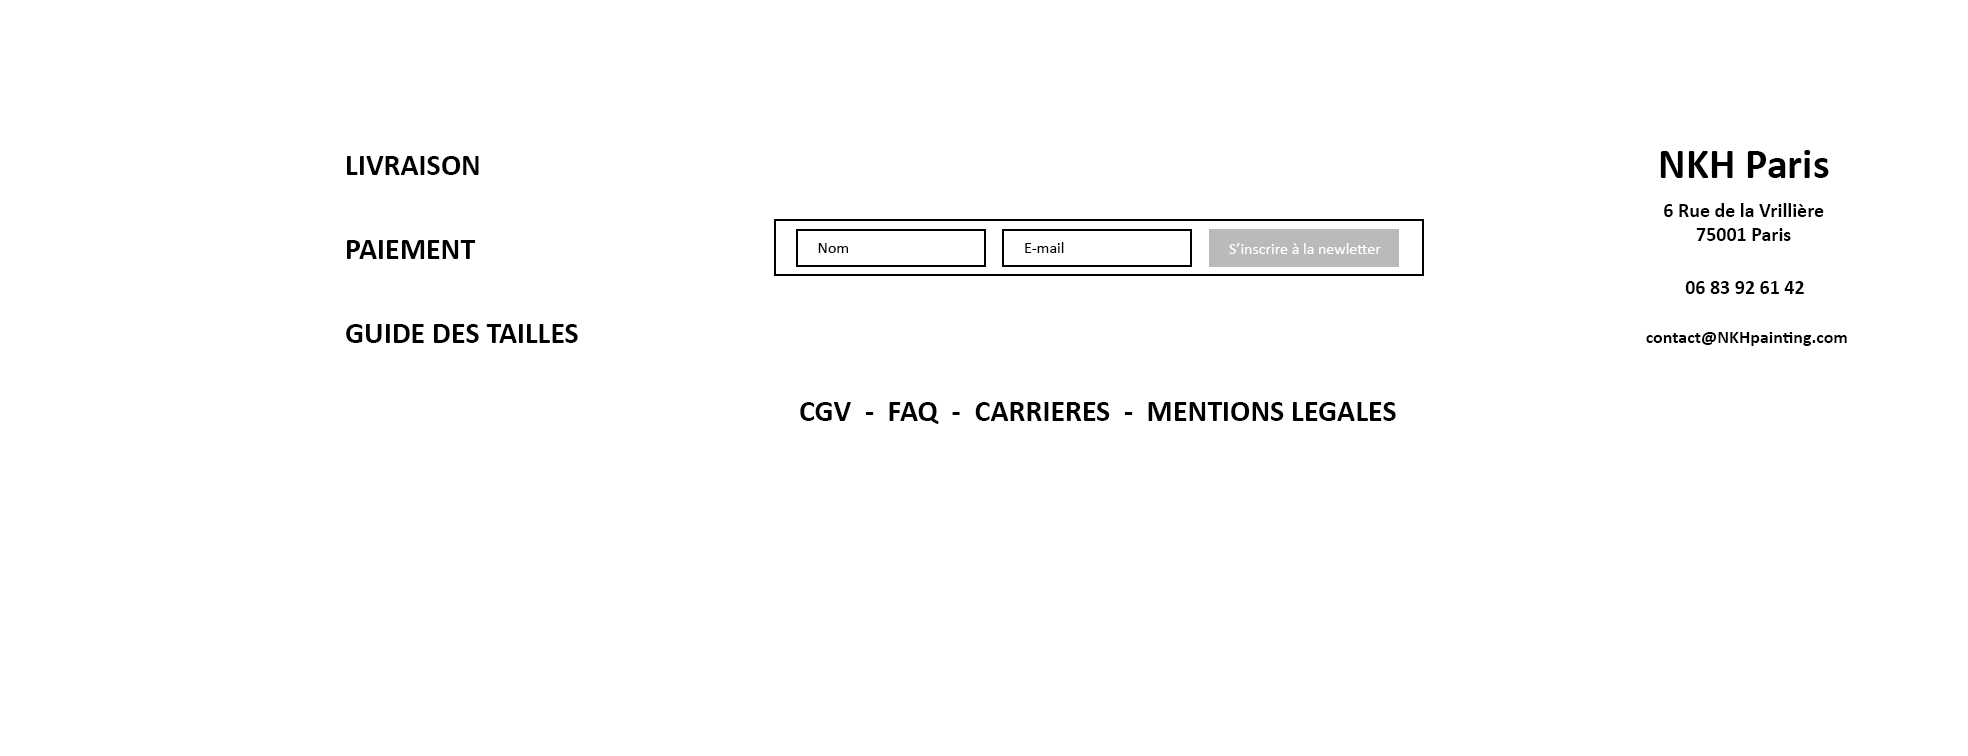 LIVRAISON
PAIEMENT
GUIDE DES TAILLES
Nom
E-mail
S’inscrire à la newletter
CGV - FAQ - CARRIERES - MENTIONS LEGALES
NKH Paris
6 Rue de la Vrillière
75001 Paris
06 83 92 61 42
contact@NKHpainting.com